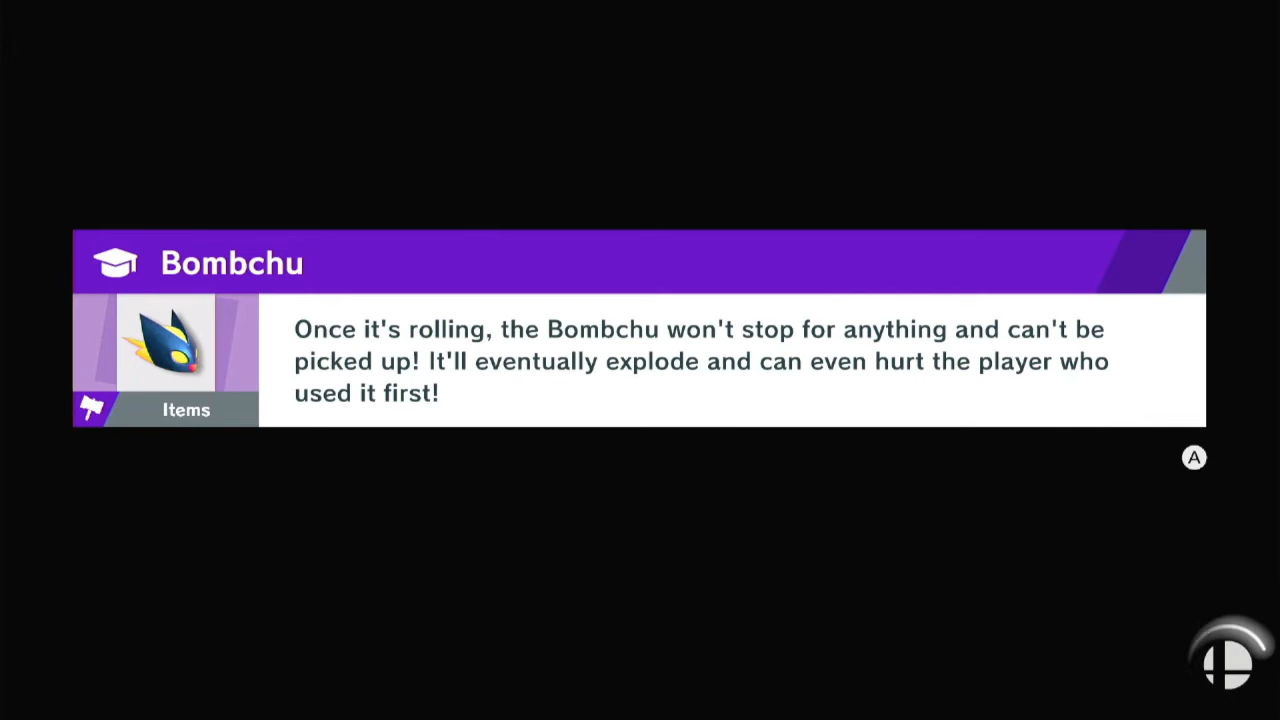 Bombchu
Once it's rolling, the Bombchu won't stop for anything and can't be
picked up! It'll eventually explode and can even hurt the player who
used it first!
Items
A